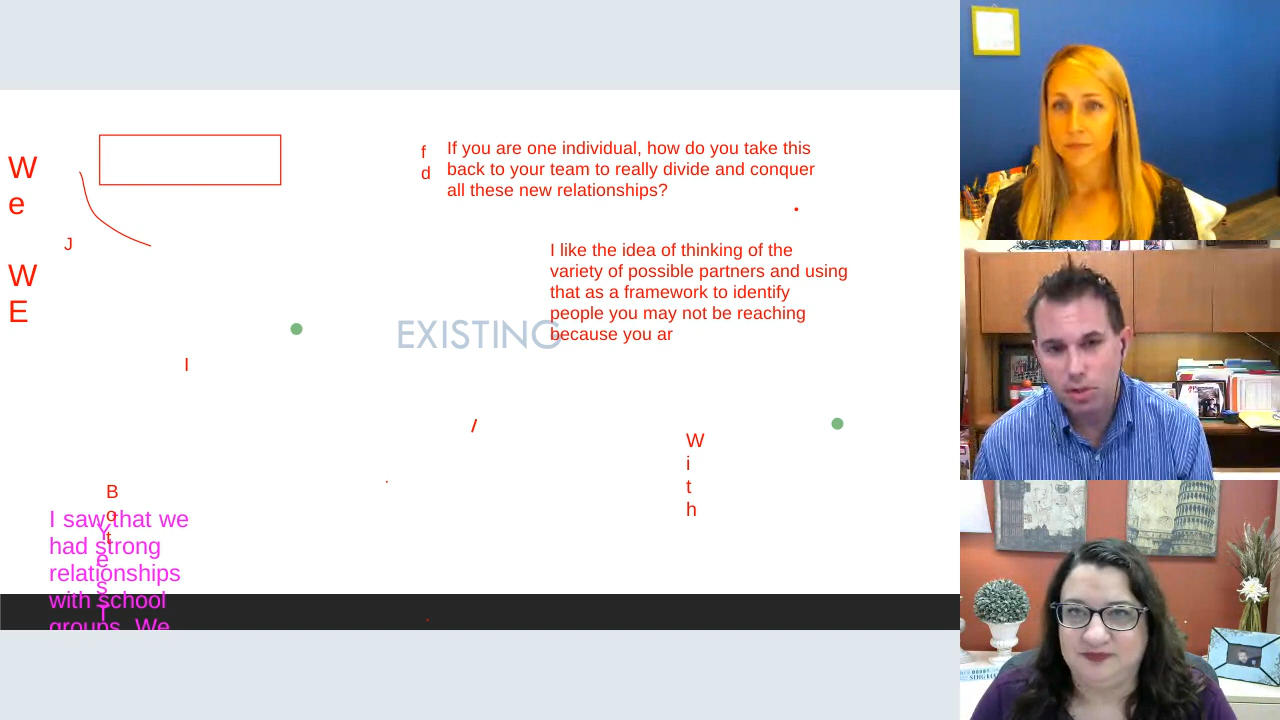 W
e
f
d
If you are one individual, how do you take this
back to your team to really divide and conquer
all these new relationships?
J
W
E
I like the idea of thinking of the
variety of possible partners and using
that as a framework to identify
people you may not be reaching
because you ar
EXISTING
I
W
i
t
h
B
o
t
I saw that we
had strong
relationships
with school
groups. We
Y
e
s
T